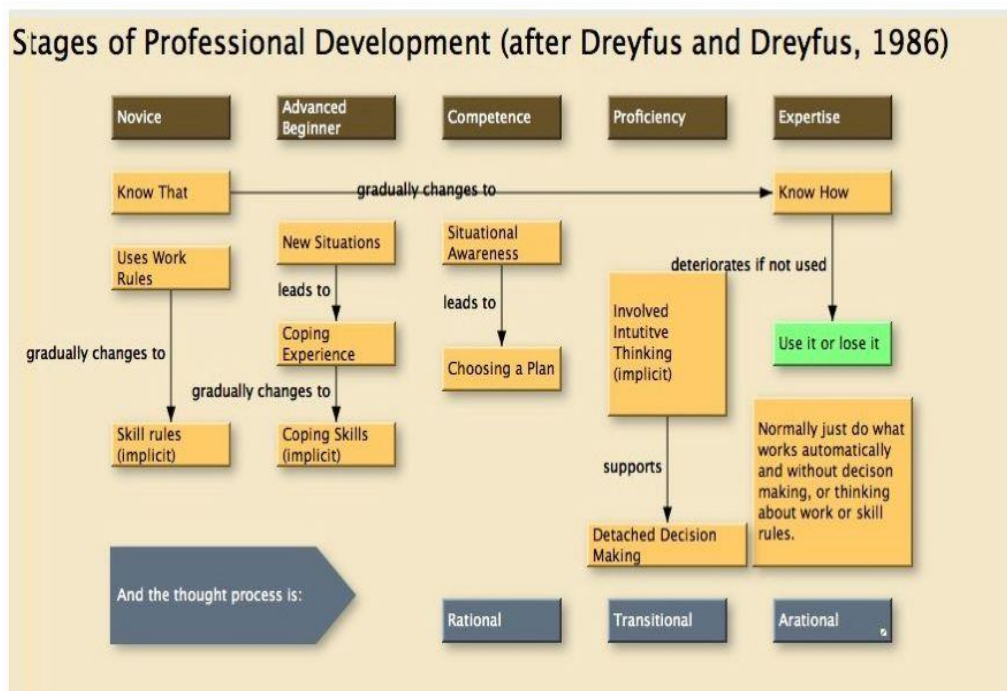 Stages of Professional Development (after Dreyfus and Dreyfus, 1986)
Novice
Advanced
Beginner
Competence
Proficiency
Expertise
Know That
gradually changes to
Know How
Uses Work
Rules
New Situations
Situational
Awareness
deteriorates if not used
leads to
leads to
Involved
Intuitve
Thinking
(implicit)
Coping
Experience
Use it or lose it
gradually changes to
Choosing a Plan
gradually changes to
Skill rules
(implicit)
Coping Skills
(implicit)
Normally just do what
works automatically
and without decison
making, or thinking
about work or skill
rules.
supports
Detached Decision
Making
And the thought process is:
Rational
Transitional
Arational